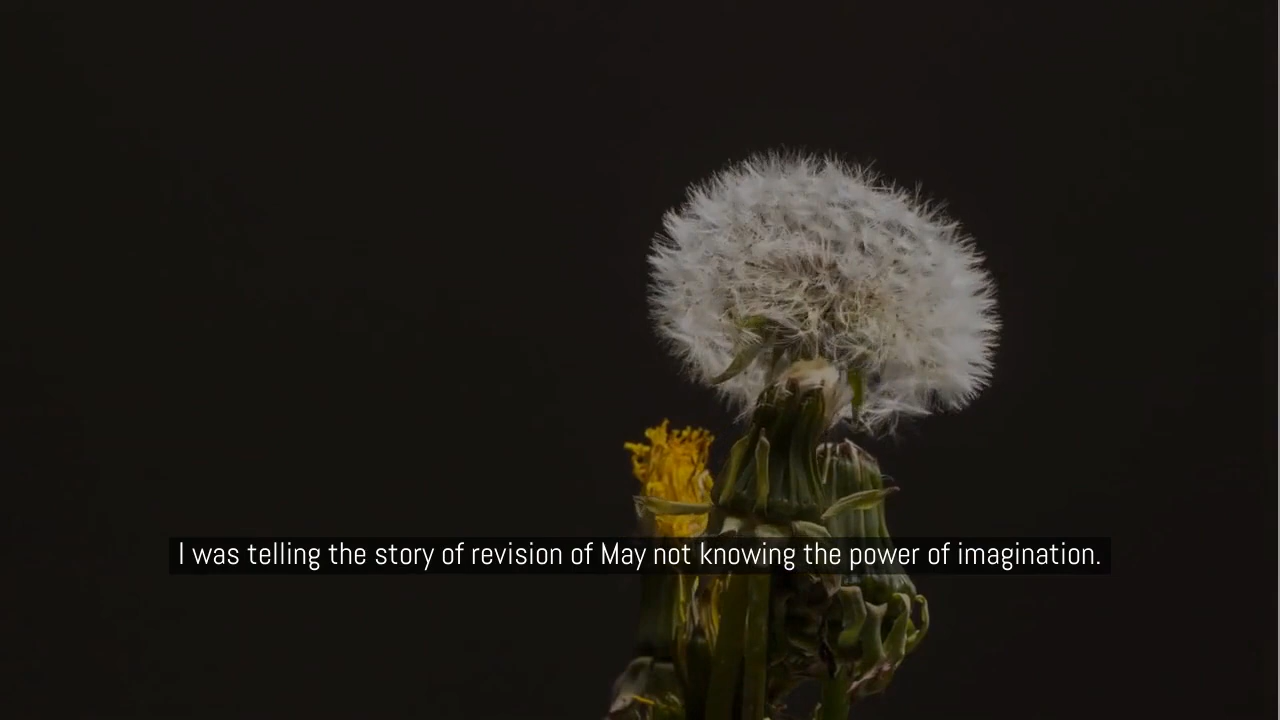 I was telling the story of revision of May not knowing the power of imagination.